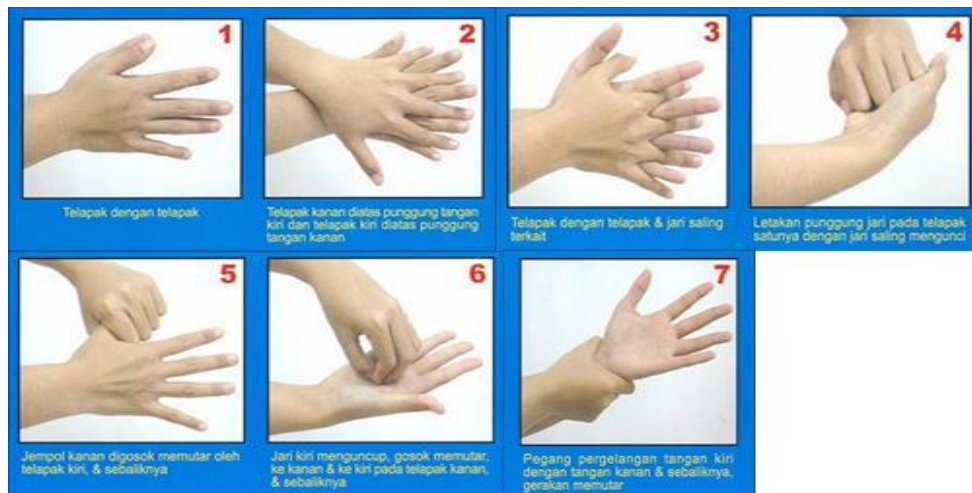 1
Telapak dengan telapak
2
Telapak kanan diatas punggung tangan
kiri dan telapak kiri diatas punggung
tangan kanan
3
Telapak dengan telapak & jari saling
terkait
4
Letakan punggung jari pada telapak
satunya dengan jari saling mengunci
5
Jempol kanan digosok memutar oleh
telapak kiri, & sebaliknya
6
Jari kiri menguncup, gosok memutar,
ke kanan & ke kiri pada telapak kanan,
& sebaliknya
7
Pegang pergelangan tangan kiri
dengan tangan kanan & sebaliknya,
gerakan memutar